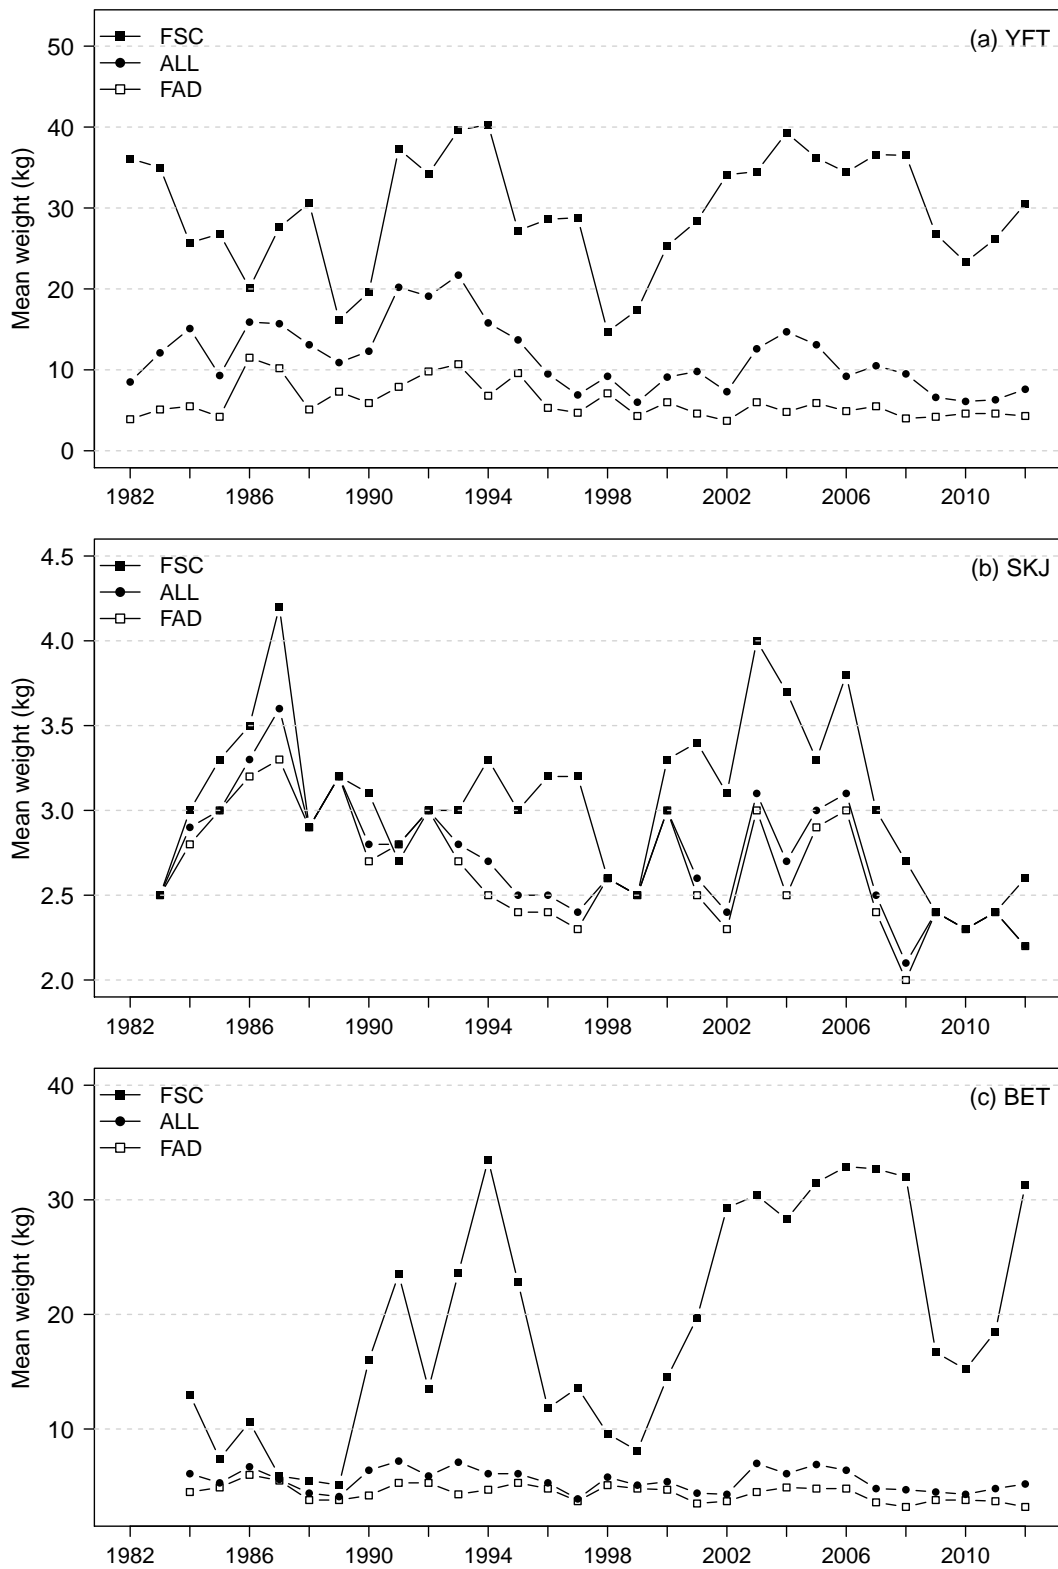 (a) YFT
FSC
ALL
FAD
Mean weight (kg)
50
40
30
20
10
0
1982 1986 1990 1994 1998 2002 2006 2010
(b) SKJ
FSC
ALL
FAD
Mean weight (kg)
4.5
4.0
3.5
3.0
2.5
2.0
1982 1986 1990 1994 1998 2002 2006 2010
(c) BET
FSC
ALL
FAD
Mean weight (kg)
40
30
20
10
1982 1986 1990 1994 1998 2002 2006 2010